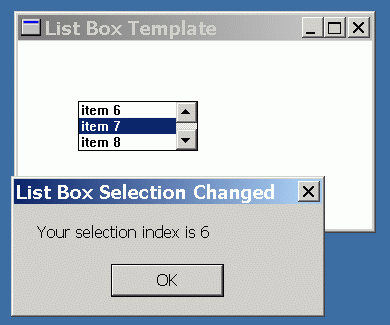 List Box Template
item 6
item 7
item 8
List Box Selection Changed
Your selection index is 6
OK